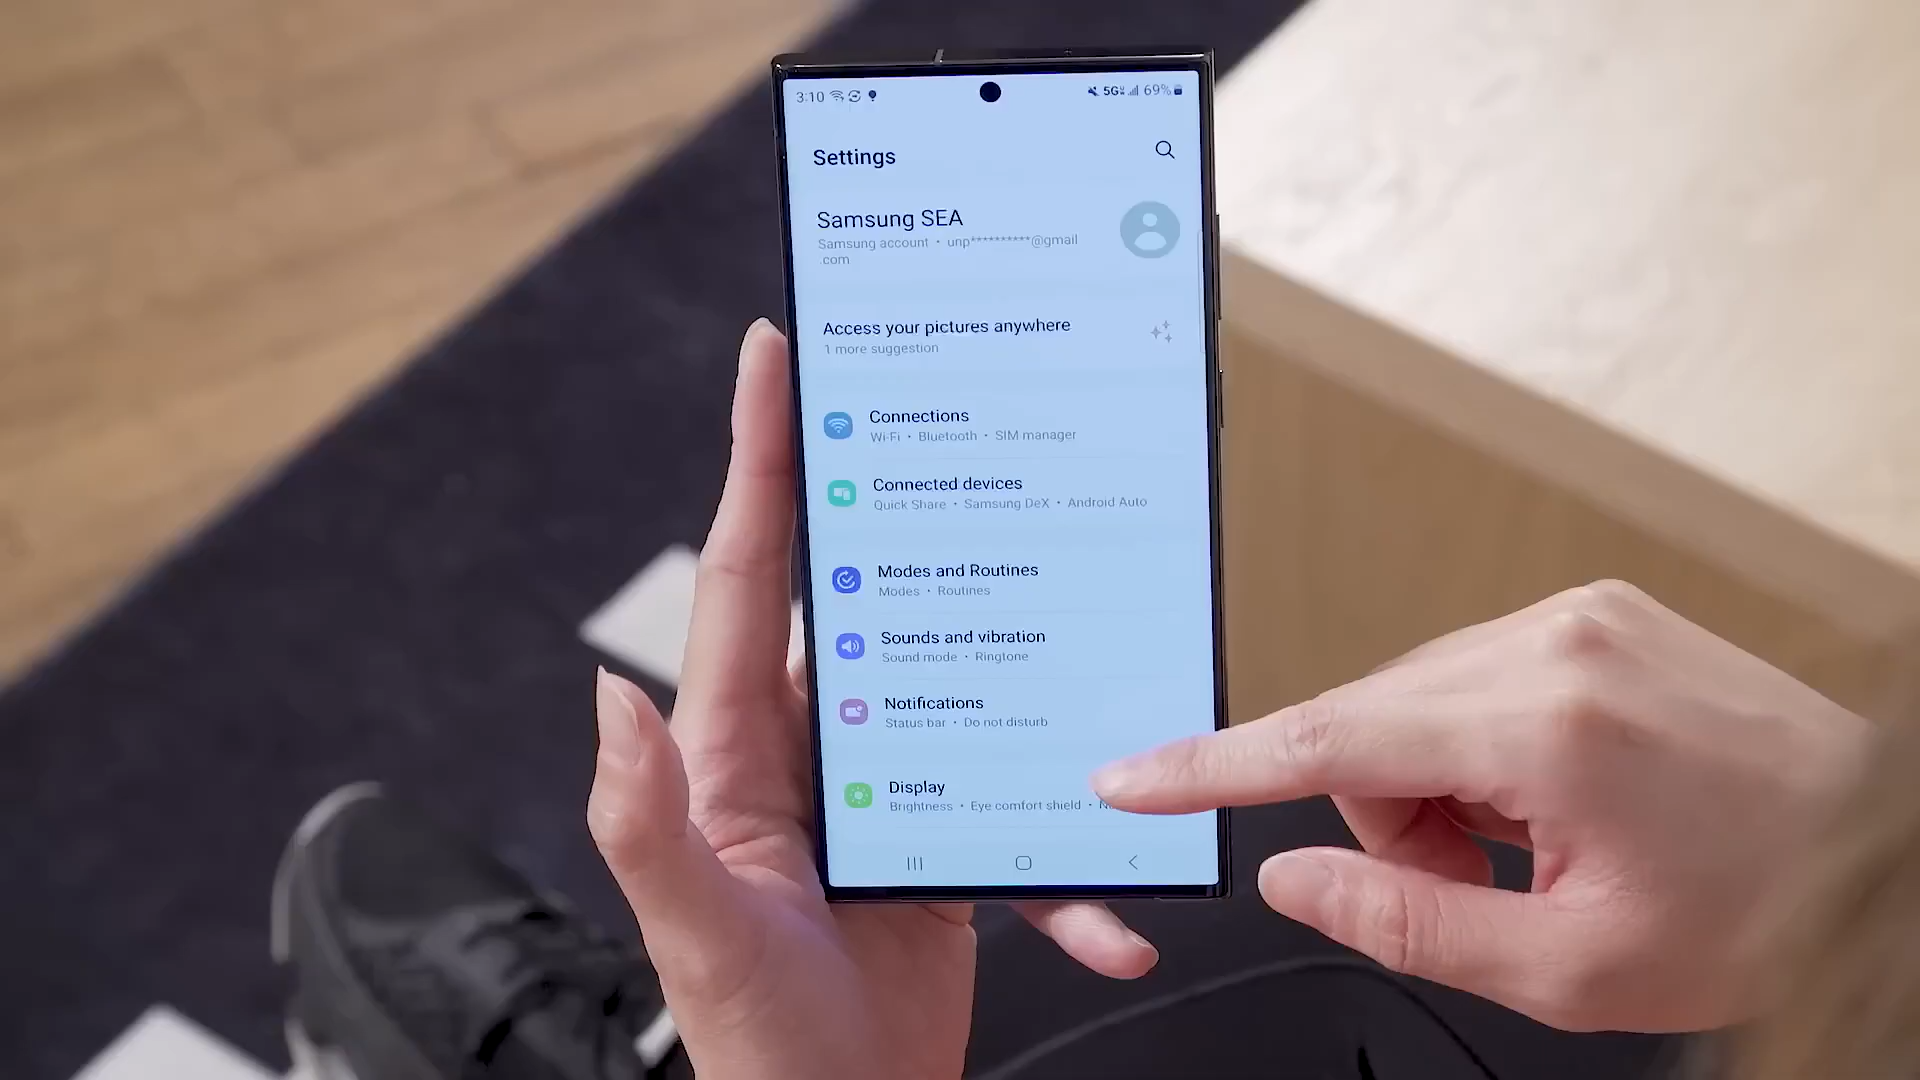 3:10 5G 69%
Settings
Samsung SEA
Samsung account • unp**********@gmail
.com
Access your pictures anywhere
1 more suggestion
Connections
Wi-Fi • Bluetooth • SIM manager
Connected devices
Quick Share • Samsung DeX • Android Auto
Modes and Routines
Modes • Routines
Sounds and vibration
Sound mode • Ringtone
Notifications
Status bar • Do not disturb
Display
Brightness • Eye comfort shield •